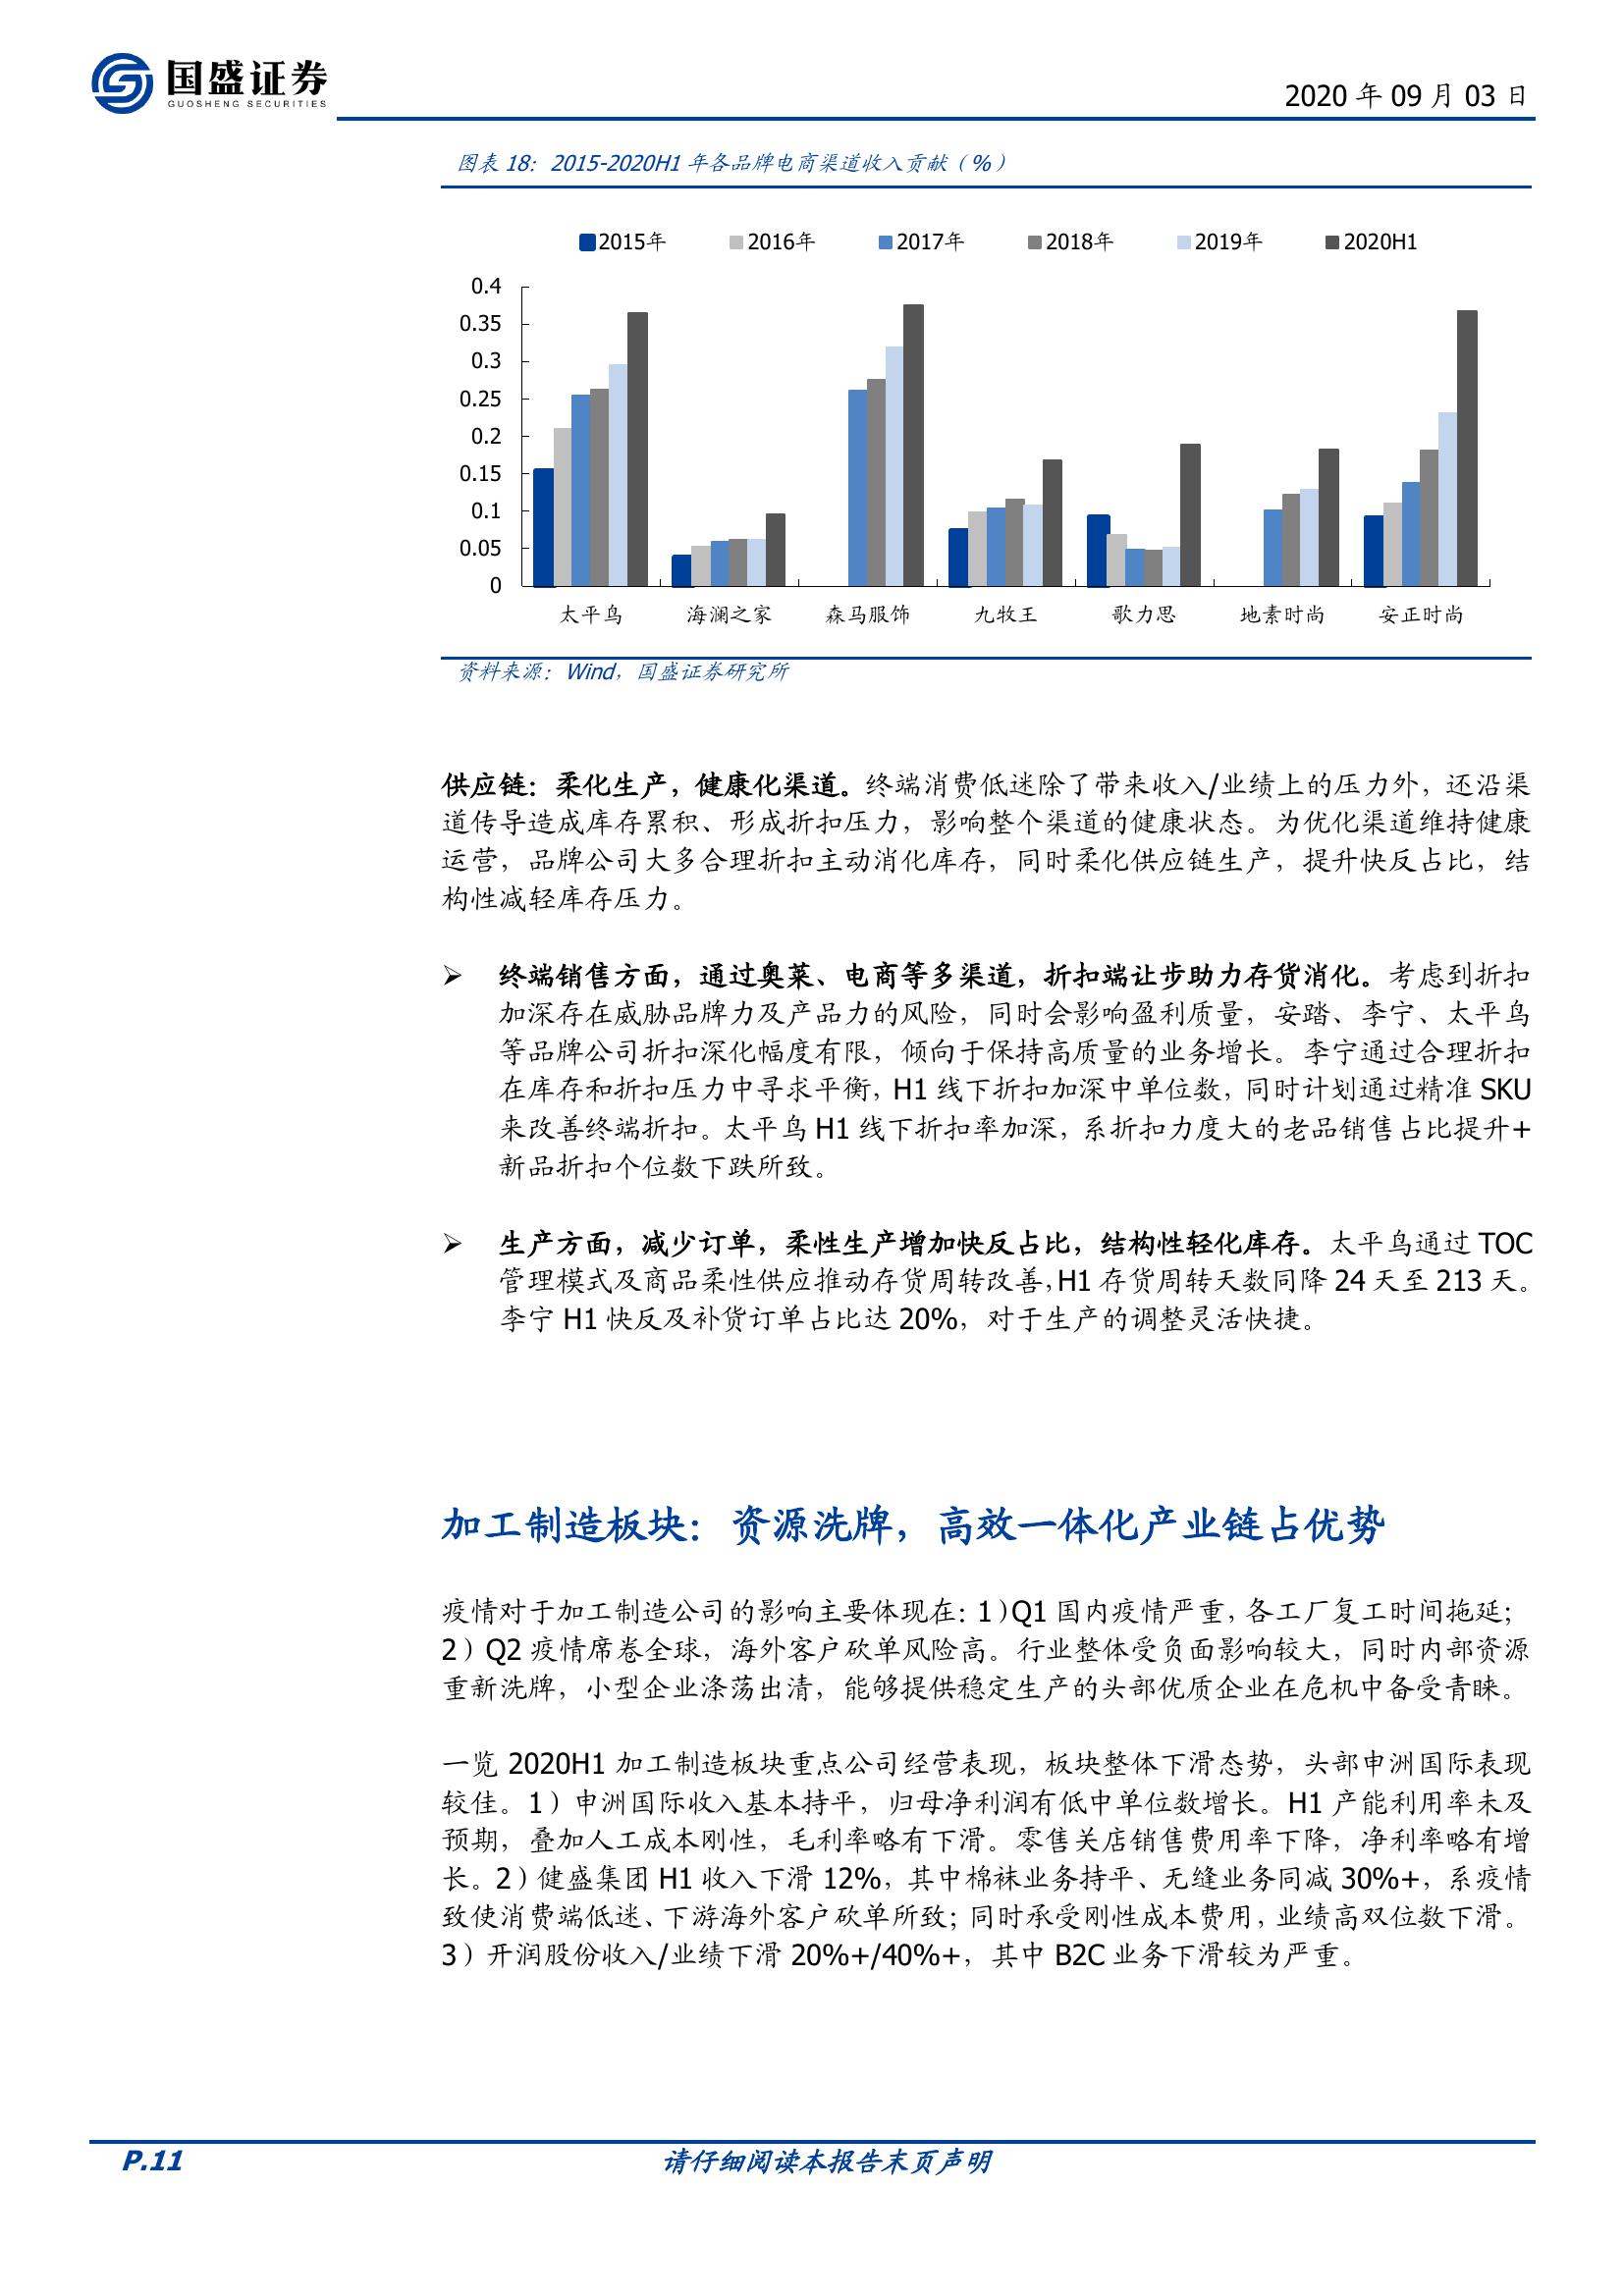 国盛证券
GUOSHENG SECURITIES
2020 年 09 月 03 日
图表 18：2015-2020H1 年各品牌电商渠道收入贡献（%）
2015年 2016年 2017年 2018年 2019年 2020H1
0.4
0.35
0.3
0.25
0.2
0.15
0.1
0.05
0
太平鸟 海澜之家 森马服饰 九牧王 歌力思 地素时尚 安正时尚
资料来源：Wind，国盛证券研究所
供应链：柔化生产，健康化渠道。终端消费低迷除了带来收入/业绩上的压力外，还沿渠
道传导造成库存累积、形成折扣压力，影响整个渠道的健康状态。为优化渠道维持健康
运营，品牌公司大多合理折扣主动消化库存，同时柔化供应链生产，提升快反占比，结
构性减轻库存压力。
➢ 终端销售方面，通过奥莱、电商等多渠道，折扣端让步助力存货消化。考虑到折扣
加深存在威胁品牌力及产品力的风险，同时会影响盈利质量，安踏、李宁、太平鸟
等品牌公司折扣深化幅度有限，倾向于保持高质量的业务增长。李宁通过合理折扣
在库存和折扣压力中寻求平衡，H1 线下折扣加深中单位数，同时计划通过精准 SKU
来改善终端折扣。太平鸟 H1 线下折扣率加深，系折扣力度大的老品销售占比提升+
新品折扣个位数下跌所致。
➢ 生产方面，减少订单，柔性生产增加快反占比，结构性轻化库存。太平鸟通过 TOC
管理模式及商品柔性供应推动存货周转改善，H1 存货周转天数同降 24 天至 213 天。
李宁 H1 快反及补货订单占比达 20%，对于生产的调整灵活快捷。
加工制造板块：资源洗牌，高效一体化产业链占优势
疫情对于加工制造公司的影响主要体现在：1）Q1 国内疫情严重，各工厂复工时间拖延；
2）Q2 疫情席卷全球，海外客户砍单风险高。行业整体受负面影响较大，同时内部资源
重新洗牌，小型企业涤荡出清，能够提供稳定生产的头部优质企业在危机中备受青睐。
一览 2020H1 加工制造板块重点公司经营表现，板块整体下滑态势，头部申洲国际表现
较佳。1）申洲国际收入基本持平，归母净利润有低中单位数增长。H1 产能利用率未及
预期，叠加人工成本刚性，毛利率略有下滑。零售关店销售费用率下降，净利率略有增
长。2）健盛集团 H1 收入下滑 12%，其中棉袜业务持平、无缝业务同减 30%+，系疫情
致使消费端低迷、下游海外客户砍单所致；同时承受刚性成本费用，业绩高双位数下滑。
3）开润股份收入/业绩下滑 20%+/40%+，其中 B2C 业务下滑较为严重。
P.11 请仔细阅读本报告末页声明